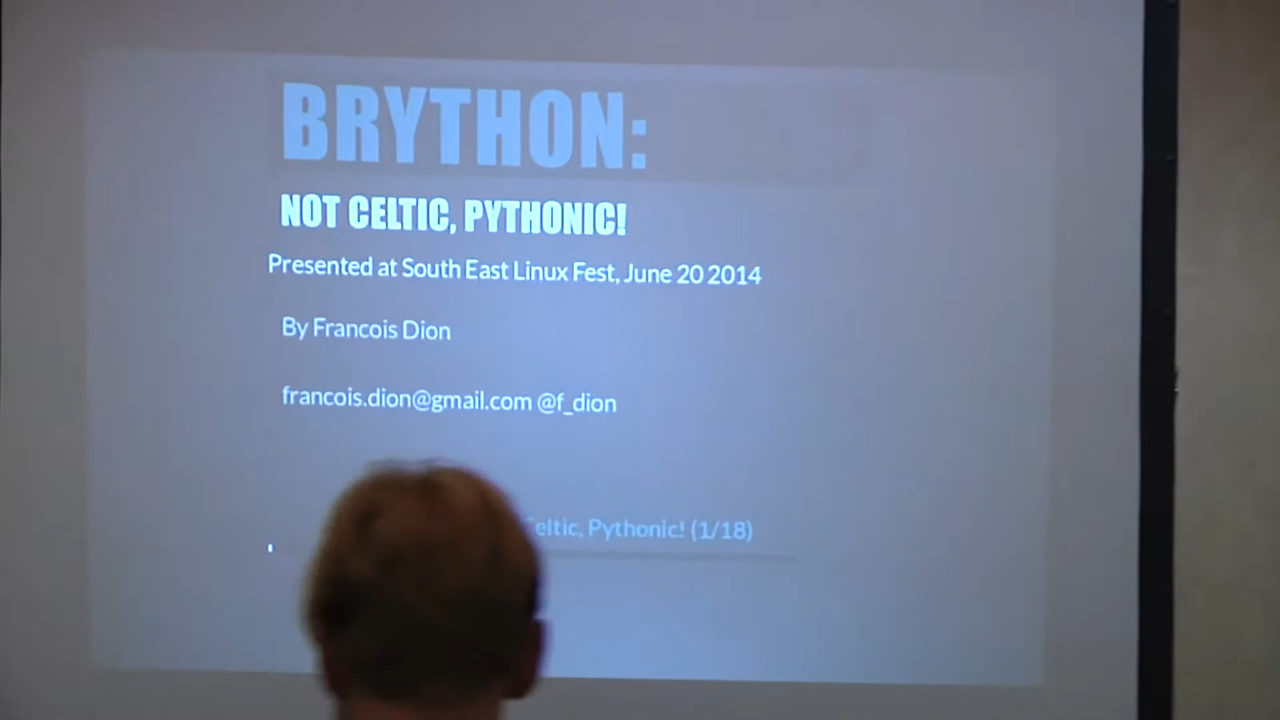 BRYTHON:
NOT CELTIC, PYTHONIC!
Presented at South East Linux Fest, June 20 2014
By Francois Dion
francois.dion@gmail.com @f_dion
Pythonic! (1/18)